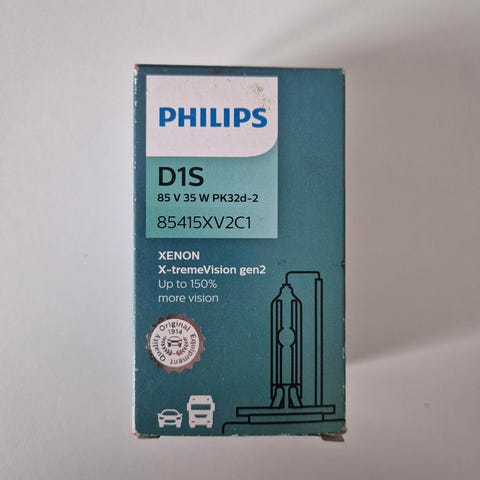 PHILIPS
D1S
85 V 35 W PK32d-2
85415XV2C1
XENON
X-tremeVision gen2
Up to 150%
more vision
Quality Original Equipment
1914